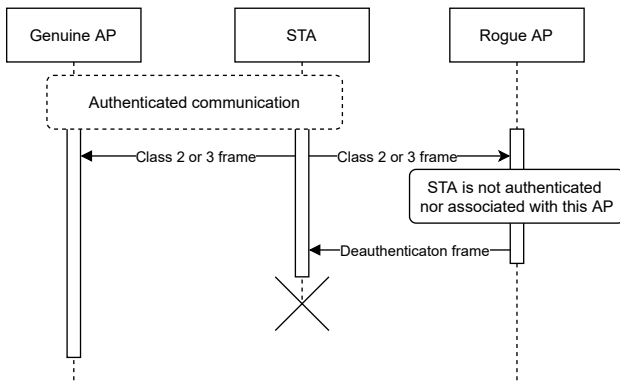 Genuine AP
STA
Rogue AP
Authenticated communication
Class 2 or 3 frame
Class 2 or 3 frame
STA is not authenticated
nor associated with this AP
Deauthenticaton frame